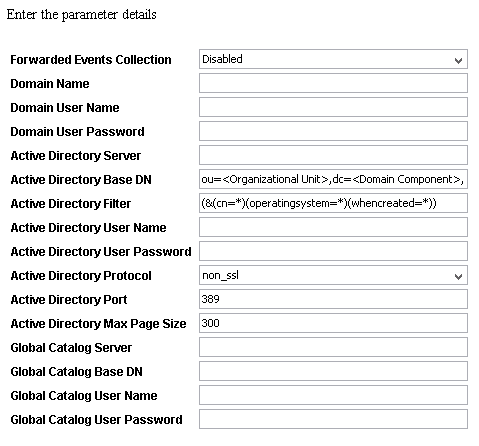 Enter the parameter details
Forwarded Events Collection Disabled
Domain Name
Domain User Name
Domain User Password
Active Directory Server
Active Directory Base DN ou=<Organizational Unit>,dc=<Domain Component>,
Active Directory Filter (&(cn=*)(operatingsystem=*)(whencreated=*))
Active Directory User Name
Active Directory User Password
Active Directory Protocol non_ssl
Active Directory Port 389
Active Directory Max Page Size 300
Global Catalog Server
Global Catalog Base DN
Global Catalog User Name
Global Catalog User Password